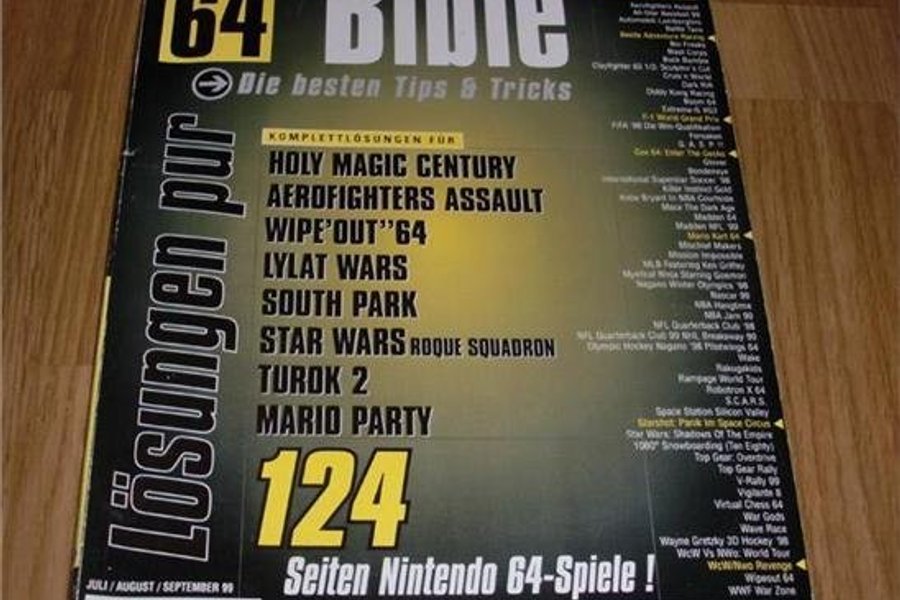 64
Bible
Die besten Tips & Tricks
Lösungen pur
KOMPLETTLÖSUNGEN FÜR
HOLY MAGIC CENTURY
AEROFIGHTERS ASSAULT
WIPE'OUT"64
LYLAT WARS
SOUTH PARK
STAR WARS ROQUE SQUADRON
TUROK 2
MARIO PARTY
124
Seiten Nintendo 64-Spiele !
JULI / AUGUST / SEPTEMBER 99
Aerofighters Assault
All-Star Baseball 99
Automobili Lamborghini
Battle Tanx
Beetle Adventure Racing
Bio Freaks
Blast Corps
Buck Bumble
Clayfighter 63 1/3: Sculptor's Cut
Cruis'n World
Dark Rift
Diddy Kong Racing
Doom 64
Extreme-G XG2
F-1 World Grand Prix
FIFA '98 Die Wm-Qualifikation
Forsaken
G. A. S. P !!
Gex 64: Enter The Gecko
Glover
International Superstar Soccer '98
Killer Instinct Gold
Kobe Bryant In NBA Courtside
Mace The Dark Age
Madden 64
Madden NFL '99
Mario Kart 64
Mischief Makers
Mission Impossible
MLB Featuring Ken Griffey
Mystical Ninja Starring Goemon
Nagano Winter Olympics '98
Nascar 99
NBA Hangtime
NBA Jam 99
NFL Quarterback Club '98
NFL Quarterback Club 99 NHL Breakaway 99
Olympic Hockey Nagano '98 Pilotwings 64
Wake
Rakugakids
Rampage World Tour
Robotron X 64
S.C.A.R.S.
Space Station Silicon Valley
Starshot: Panik im Space Circus
Star Wars: Shadows Of The Empire
1080° Snowboarding (Ten Eighty)
Top Gear: Overdrive
Top Gear Rally
V-Rally 99
Vigilante 8
Virtual Chess 64
War Gods
Wave Race
Wayne Gretzky 3D Hockey '98
WcW Vs NWo: World Tour
WcW/Nwo Revenge
Wipeout 64
WWF War Zone